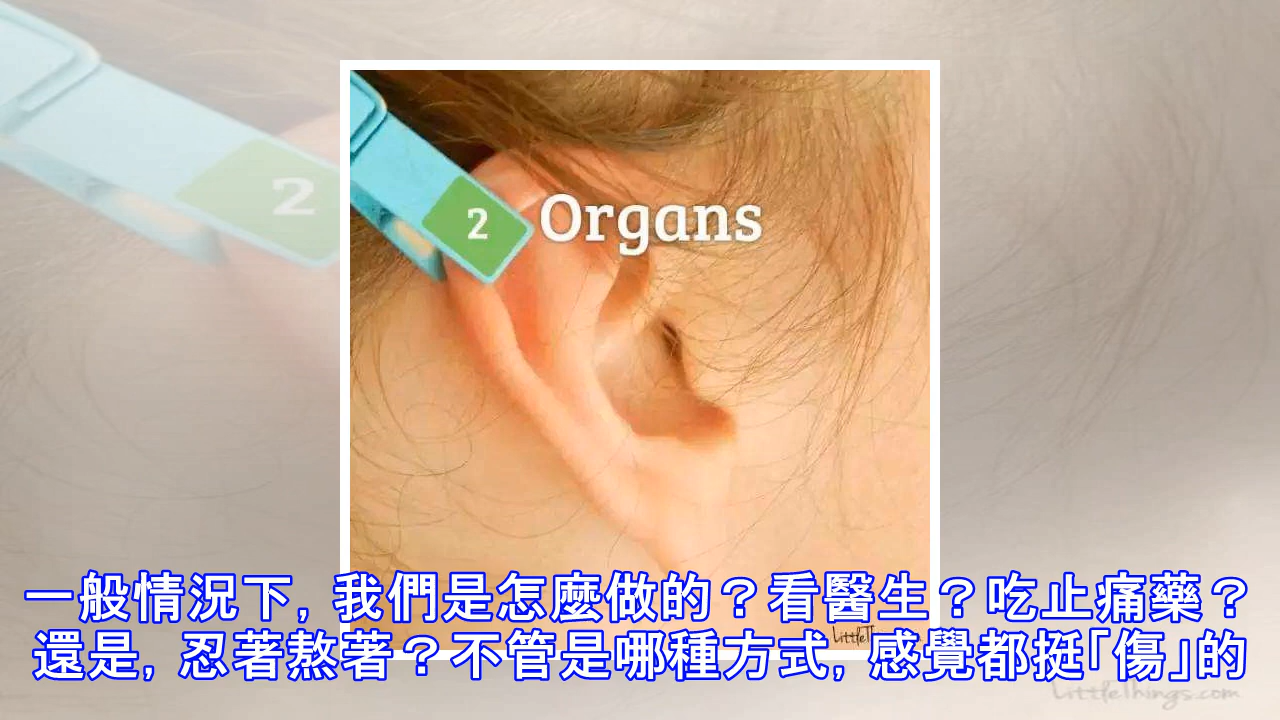 2
2
Organs
一般情況下, 我們是怎麼做的？看醫生？吃止痛藥？
還是, 忍著熬著？不管是哪種方式, 感覺都挺「傷」的
LittleThings.com